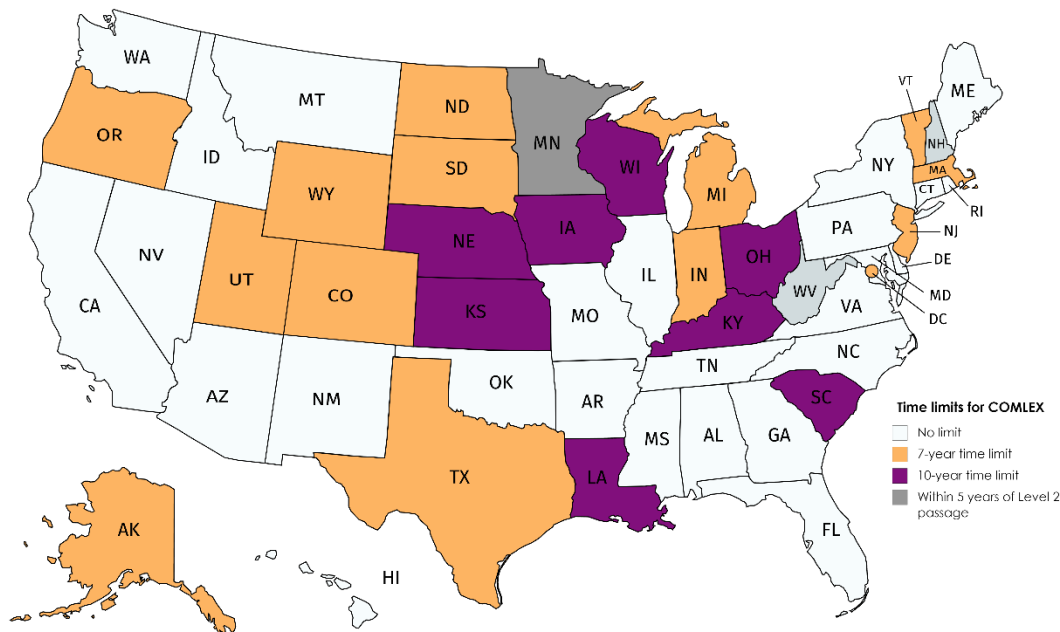 WA
MT
ND
MN
VT
ME
NH
OR
ID
SD
WI
NY
MA
WY
MI
CT
RI
NE
IA
PA
NJ
NV
IL
IN
OH
DE
UT
CO
WV
MD
CA
KS
MO
KY
VA
DC
AZ
NM
OK
TN
NC
AR
SC
MS
AL
GA
TX
LA
FL
AK
HI
Time limits for COMLEX
No limit
7-year time limit
10-year time limit
Within 5 years of Level 2
passage